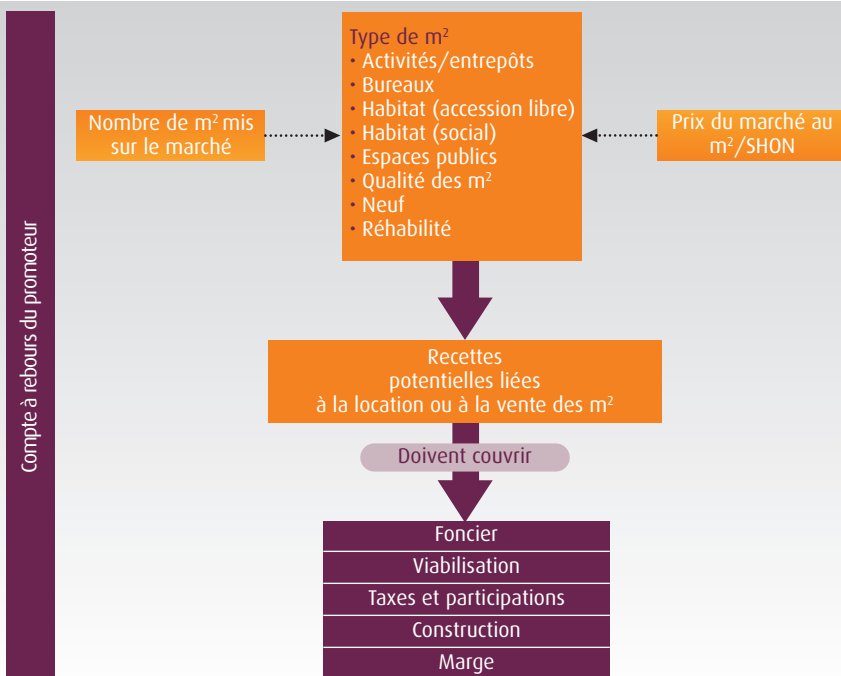 Compte à rebours du promoteur
Type de m²
• Activités/entrepôts
• Bureaux
• Habitat (accession libre)
• Habitat (social)
• Espaces publics
• Qualité des m²
• Neuf
• Réhabilité
Nombre de m² mis
sur le marché
Prix du marché au
m²/SHON
Recettes
potentielles liées
à la location ou à la vente des m²
Doivent couvrir
Foncier
Viabilisation
Taxes et participations
Construction
Marge